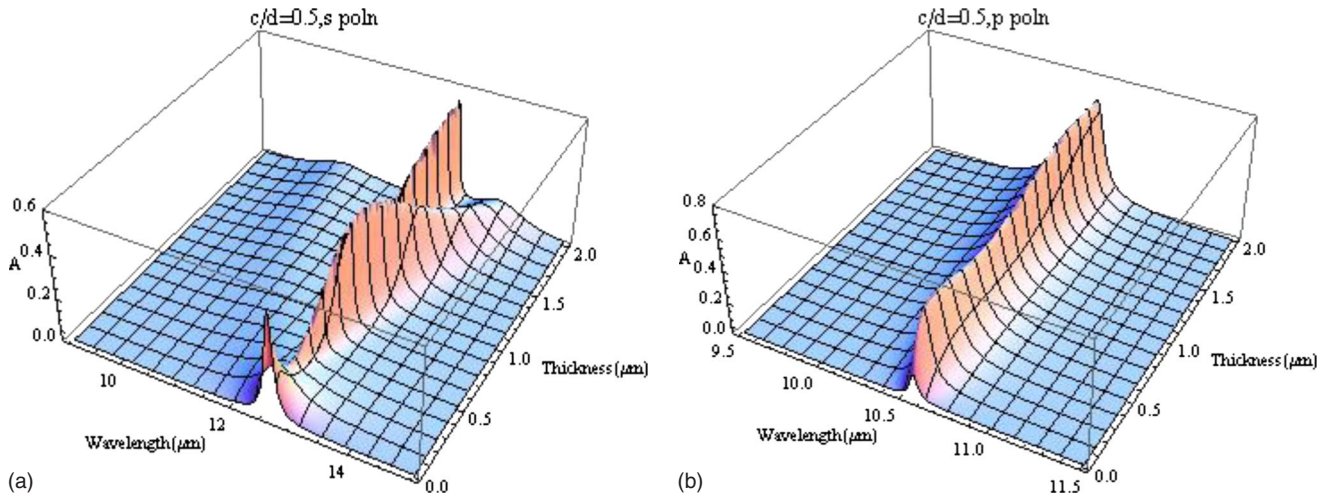 c/d=0.5,s poln
0.6
0.4
A
0.2
0.0
10
12
14
Wavelength(μm)
2.0
1.5
1.0
0.5
0.0
Thickness(μm)
(a)
c/d=0.5,p poln
0.8
0.6
A
0.4
0.2
0.0
9.5
10.0
10.5
11.0
11.5
Wavelength(μm)
2.0
1.5
1.0
0.5
0.0
Thickness(μm)
(b)